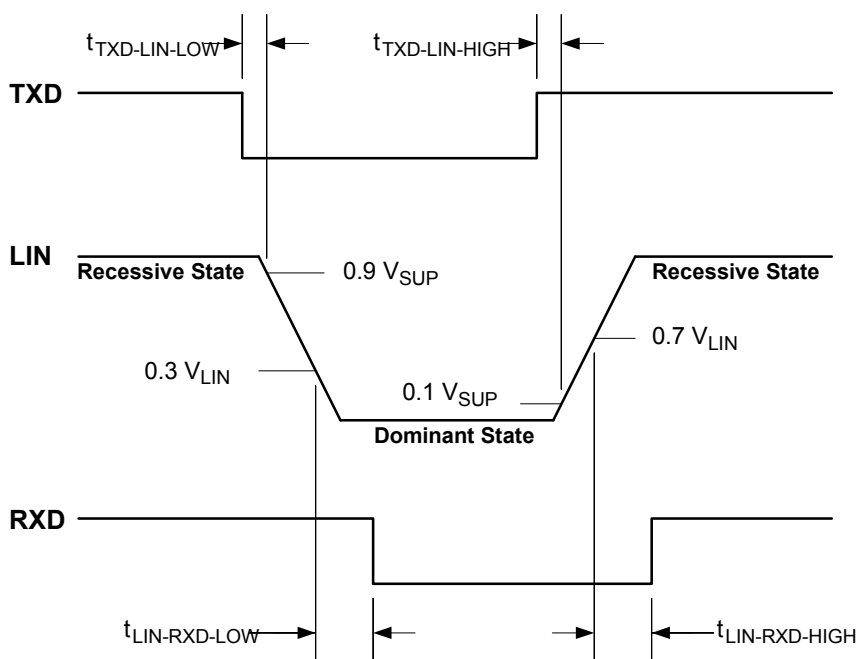 tTXD-LIN-LOW
tTXD-LIN-HIGH
TXD
LIN
Recessive State
0.9 VSUP
Recessive State
0.7 VLIN
0.3 VLIN
0.1 VSUP
Dominant State
RXD
tLIN-RXD-LOW
tLIN-RXD-HIGH